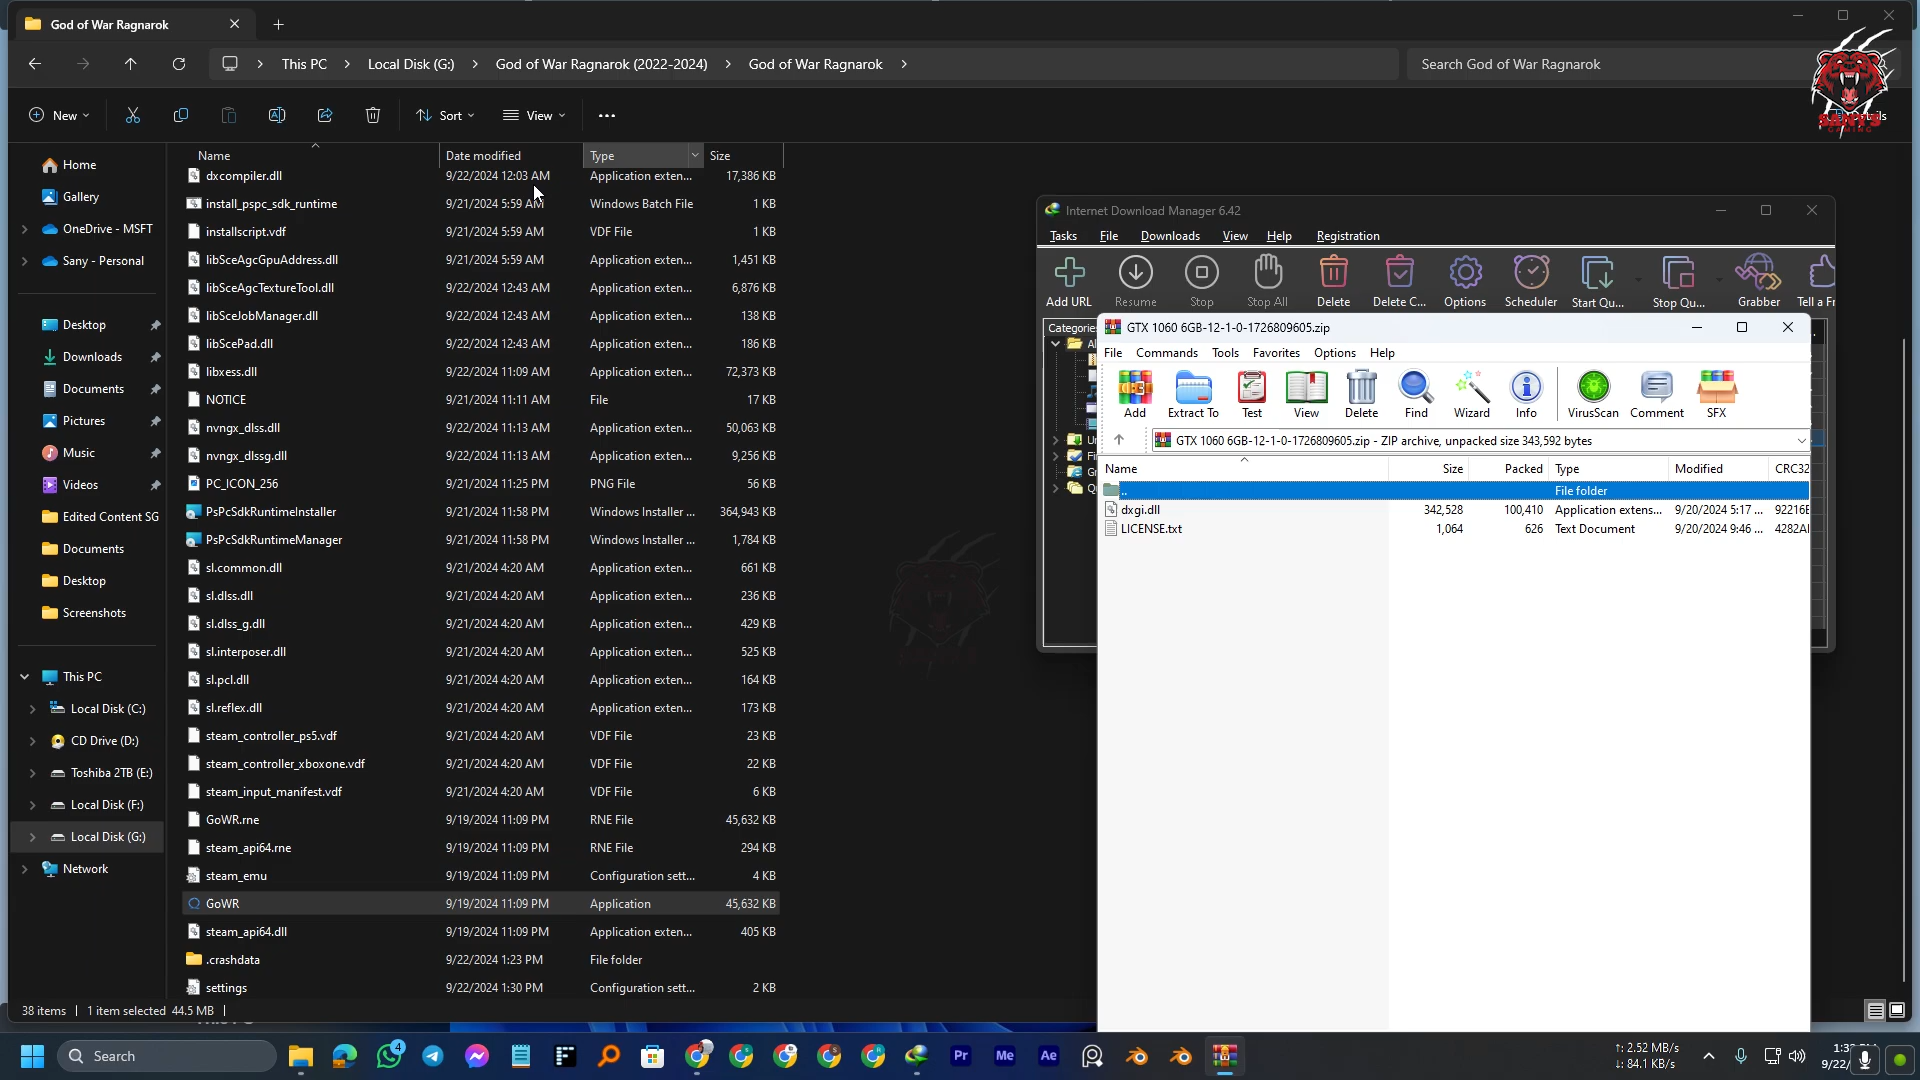 God of War Ragnarok
This PC > Local Disk (G:) > God of War Ragnarok (2022-2024) > God of War Ragnarok >
Search God of War Ragnarok
New
Sort
View
SANY'S
GAMING
Home
Gallery
OneDrive - MSFT
Sany - Personal
Desktop
Downloads
Documents
Pictures
Music
Videos
Edited Content SG
Documents
Desktop
Screenshots
This PC
Local Disk (C:)
CD Drive (D:)
Toshiba 2TB (E:)
Local Disk (F:)
Local Disk (G:)
Network
Name Date modified Type Size
dxcompiler.dll 9/22/2024 12:03 AM Application exten... 17,386 KB
install_pspc_sdk_runtime 9/21/2024 5:59 AM Windows Batch File 1 KB
installscript.vdf 9/21/2024 5:59 AM VDF File 1 KB
libSceAgcGpuAddress.dll 9/21/2024 5:59 AM Application exten... 1,451 KB
libSceAgcTextureTool.dll 9/22/2024 12:43 AM Application exten... 6,876 KB
libSceJobManager.dll 9/22/2024 12:43 AM Application exten... 138 KB
libScePad.dll 9/22/2024 12:43 AM Application exten... 186 KB
libxess.dll 9/22/2024 11:09 AM Application exten... 72,373 KB
NOTICE 9/21/2024 11:11 AM File 17 KB
nvngx_dlss.dll 9/22/2024 11:13 AM Application exten... 50,063 KB
nvngx_dlssg.dll 9/22/2024 11:13 AM Application exten... 9,256 KB
PC_ICON_256 9/21/2024 11:25 PM PNG File 56 KB
PsPcSdkRuntimeInstaller 9/21/2024 11:58 PM Windows Installer ... 364,943 KB
PsPcSdkRuntimeManager 9/21/2024 11:58 PM Windows Installer ... 1,784 KB
sl.common.dll 9/21/2024 4:20 AM Application exten... 661 KB
sl.dlss.dll 9/21/2024 4:20 AM Application exten... 236 KB
sl.dlss_g.dll 9/21/2024 4:20 AM Application exten... 429 KB
sl.interposer.dll 9/21/2024 4:20 AM Application exten... 525 KB
sl.pcl.dll 9/21/2024 4:20 AM Application exten... 164 KB
sl.reflex.dll 9/21/2024 4:20 AM Application exten... 173 KB
steam_controller_ps5.vdf 9/21/2024 4:20 AM VDF File 23 KB
steam_controller_xboxone.vdf 9/21/2024 4:20 AM VDF File 22 KB
steam_input_manifest.vdf 9/21/2024 4:20 AM VDF File 6 KB
GoWR.rne 9/19/2024 11:09 PM RNE File 45,632 KB
steam_api64.rne 9/19/2024 11:09 PM RNE File 294 KB
steam_emu 9/19/2024 11:09 PM Configuration sett... 4 KB
GoWR 9/19/2024 11:09 PM Application 45,632 KB
steam_api64.dll 9/19/2024 11:09 PM Application exten... 405 KB
.crashdata 9/22/2024 1:23 PM File folder
settings 9/22/2024 1:30 PM Configuration sett... 2 KB
38 items 1 item selected 44.5 MB
Internet Download Manager 6.42
Tasks File Downloads View Help Registration
Add URL Resume Stop Stop All Delete Delete C... Options Scheduler Start Qu... Stop Qu... Grabber Tell a Fr
Categories
GTX 1060 6GB-12-1-0-1726809605.zip
File Commands Tools Favorites Options Help
Add Extract To Test View Delete Find Wizard Info VirusScan Comment SFX
GTX 1060 6GB-12-1-0-1726809605.zip - ZIP archive, unpacked size 343,592 bytes
Name Size Packed Type Modified CRC32
.. File folder
dxgi.dll 342,528 100,410 Application extens... 9/20/2024 5:17 ... 92216E
LICENSE.txt 1,064 626 Text Document 9/20/2024 9:46 ...
Search
4
Pr
Me
Ae
↑: 2.52 MB/s
↓: 84.1 KB/s
9/22/